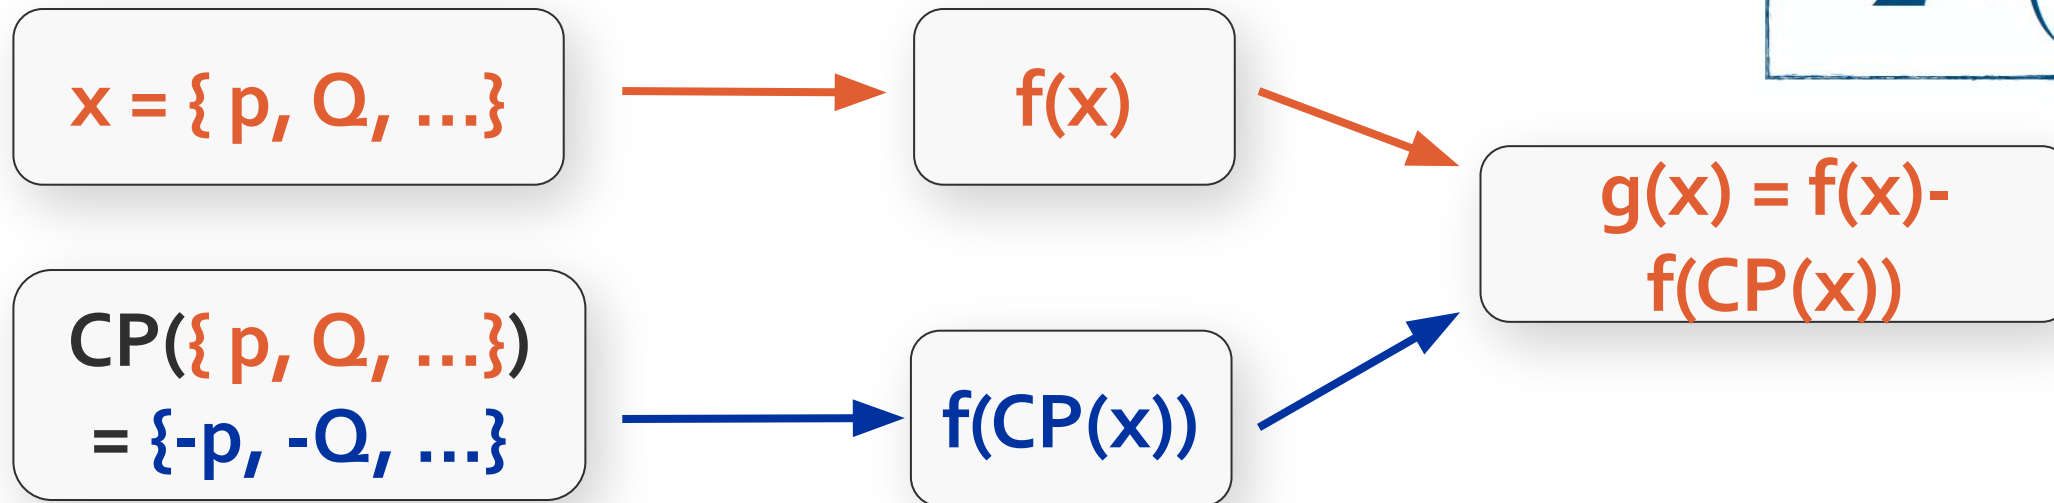 x = { p, Q, ...}
f(x)
g(x) = f(x)-
f(CP(x))
CP({ p, Q, ...})
= {-p, -Q, ...}
f(CP(x))